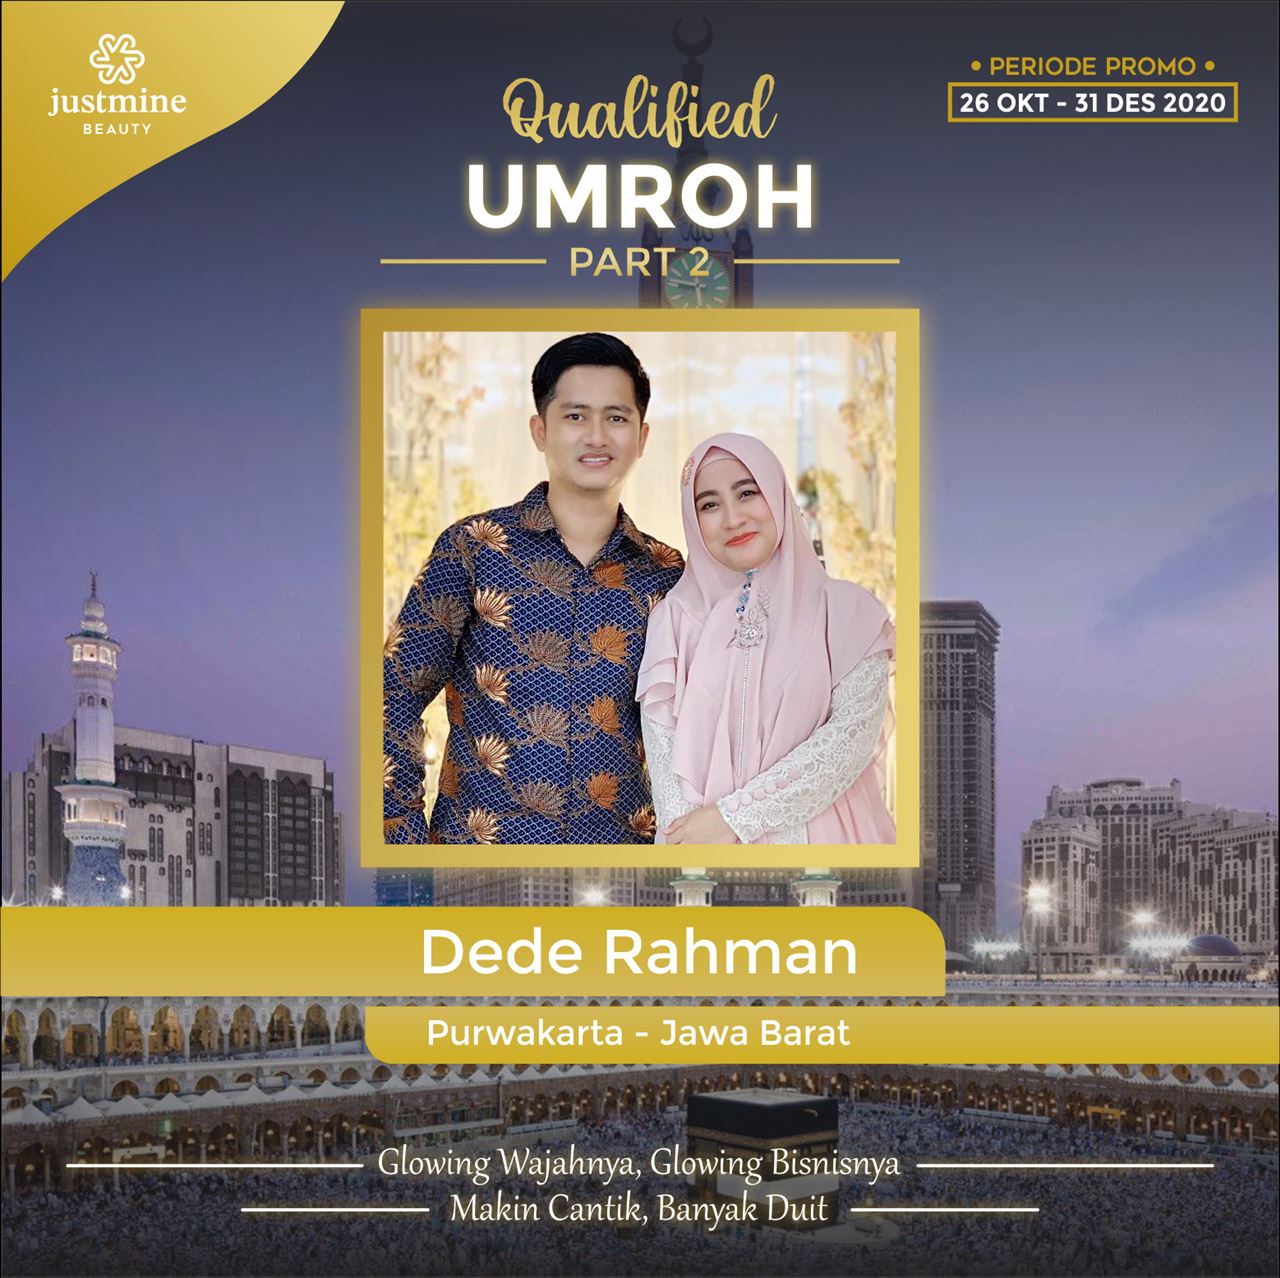 justmine
BEAUTY
• PERIODE PROMO •
26 OKT - 31 DES 2020
Qualified
UMROH
PART 2
Dede Rahman
Purwakarta - Jawa Barat
Glowing Wajahnya, Glowing Bisnisnya
Makin Cantik, Banyak Duit